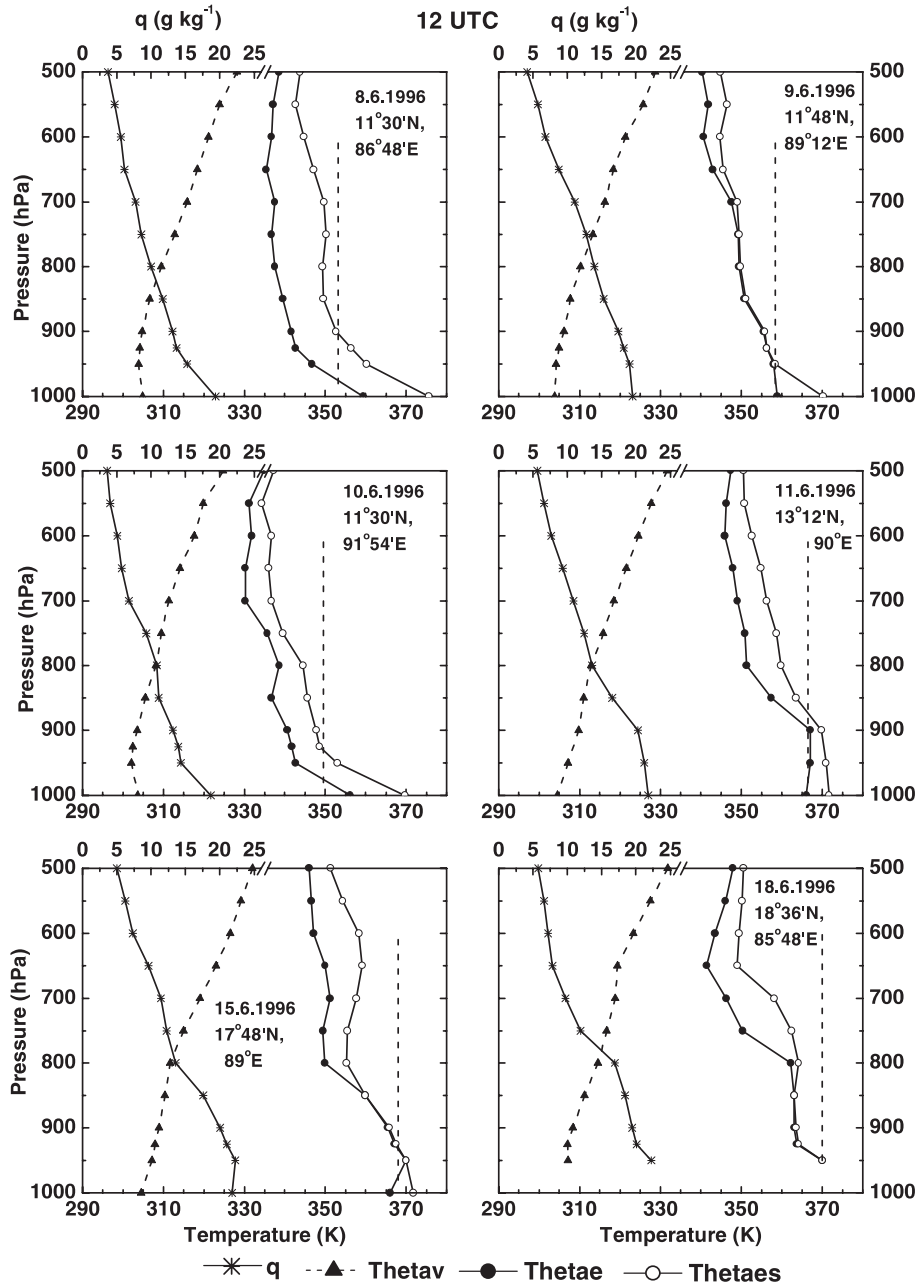 q (g kg⁻¹) 12 UTC q (g kg⁻¹)
0 5 10 15 20 25 0 5 10 15 20 25
500 500
8.6.1996 9.6.1996
11°30'N, 11°48'N,
86°48'E 89°12'E
600 600
700 700
Pressure (hPa)
800 800
900 900
1000 1000
290 310 330 350 370 290 310 330 350 370
0 5 10 15 20 25 0 5 10 15 20 25
500 500
10.6.1996 11.6.1996
11°30'N, 13°12'N,
91°54'E 90°E
600 600
700 700
Pressure (hPa)
800 800
900 900
1000 1000
290 310 330 350 370 290 310 330 350 370
0 5 10 15 20 25 0 5 10 15 20 25
500 500
18.6.1996
18°36'N,
85°48'E
600 600
700 700
15.6.1996
17°48'N,
89°E
Pressure (hPa)
800 800
900 900
1000 1000
290 310 330 350 370 290 310 330 350 370
Temperature (K) Temperature (K)
q Thetav Thetae Thetaes